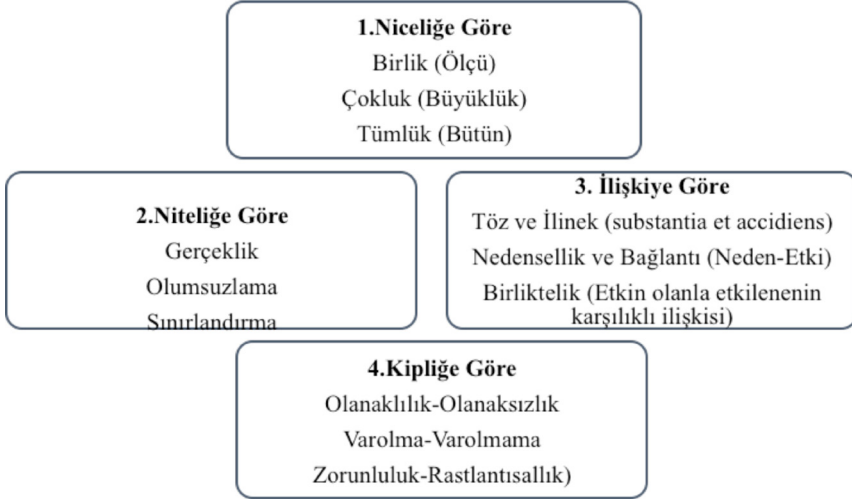 1.Niceliğe Göre
Birlik (Ölçü)
Çokluk (Büyüklük)
Tümlük (Bütün)
2.Niteliğe Göre
Gerçeklik
Olumsuzlama
Sınırlandırma
3. İlişkiye Göre
Töz ve İlinek (substantia et accidiens)
Nedensellik ve Bağlantı (Neden-Etki)
Birliktelik (Etkin olanla etkilenenin
karşılıklı ilişkisi)
4.Kipliğe Göre
Olanaklılık-Olanaksızlık
Varolma-Varolmama
Zorunluluk-Rastlantısallık)